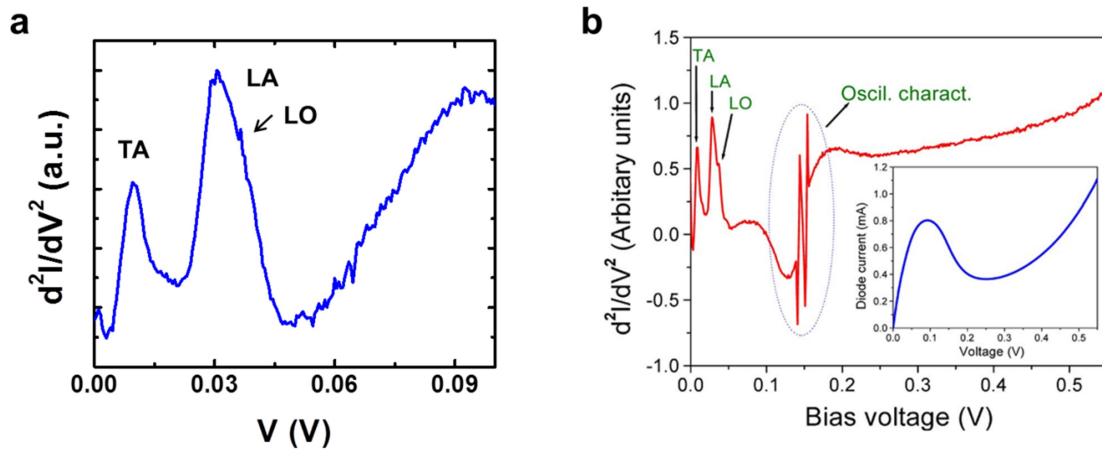 a
TA
LA
LO
d²I/dV² (a.u.)
0.00
0.03
0.06
0.09
V (V)
b
1.5
1.0
0.5
0.0
-0.5
-1.0
d²I/dV² (Arbitary units)
TA
LA
LO
Oscil. charact.
1.2
1.0
0.8
0.6
0.4
0.2
0.0
Diode current (mA)
0.0 0.1 0.2 0.3 0.4 0.5
Voltage (V)
0.0 0.1 0.2 0.3 0.4 0.5
Bias voltage (V)